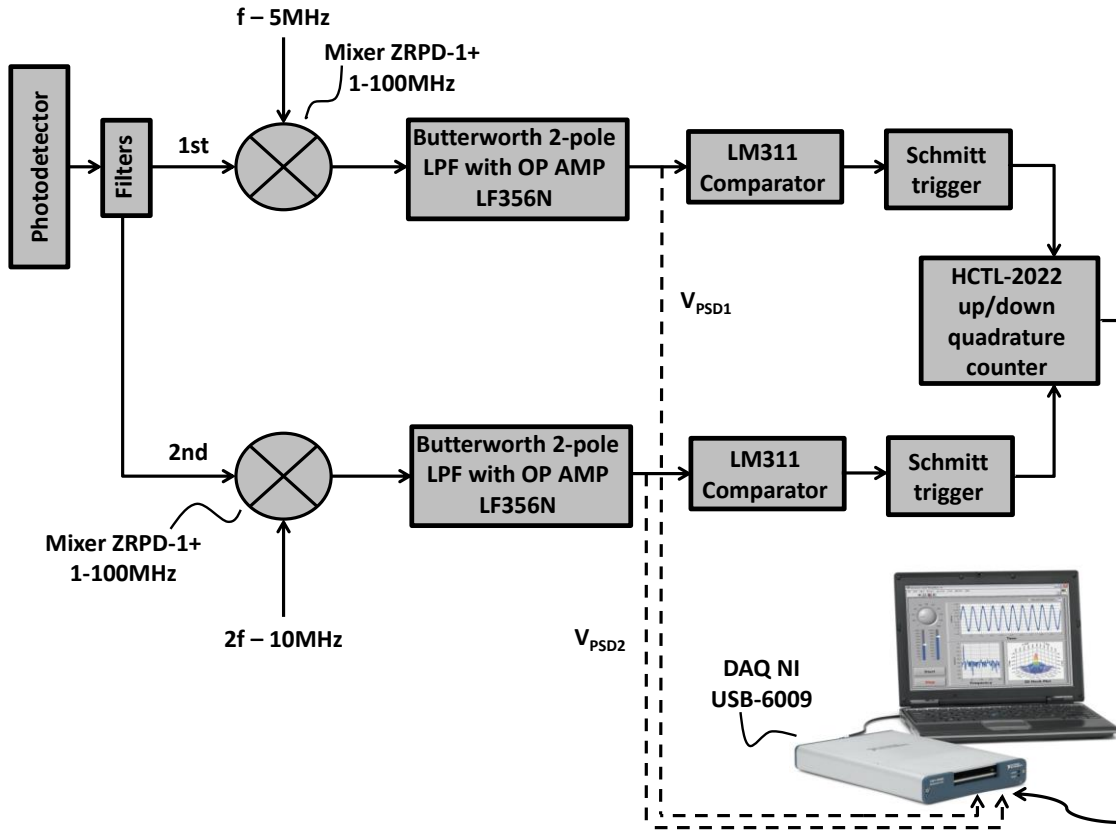 f – 5MHz
Mixer ZRPD-1+
1-100MHz
Photodetector
Filters
1st
Butterworth 2-pole
LPF with OP AMP
LF356N
LM311
Comparator
Schmitt
trigger
HCTL-2022
up/down
quadrature
counter
VPSD1
2nd
Butterworth 2-pole
LPF with OP AMP
LF356N
LM311
Comparator
Schmitt
trigger
Mixer ZRPD-1+
1-100MHz
2f – 10MHz
VPSD2
DAQ NI
USB-6009